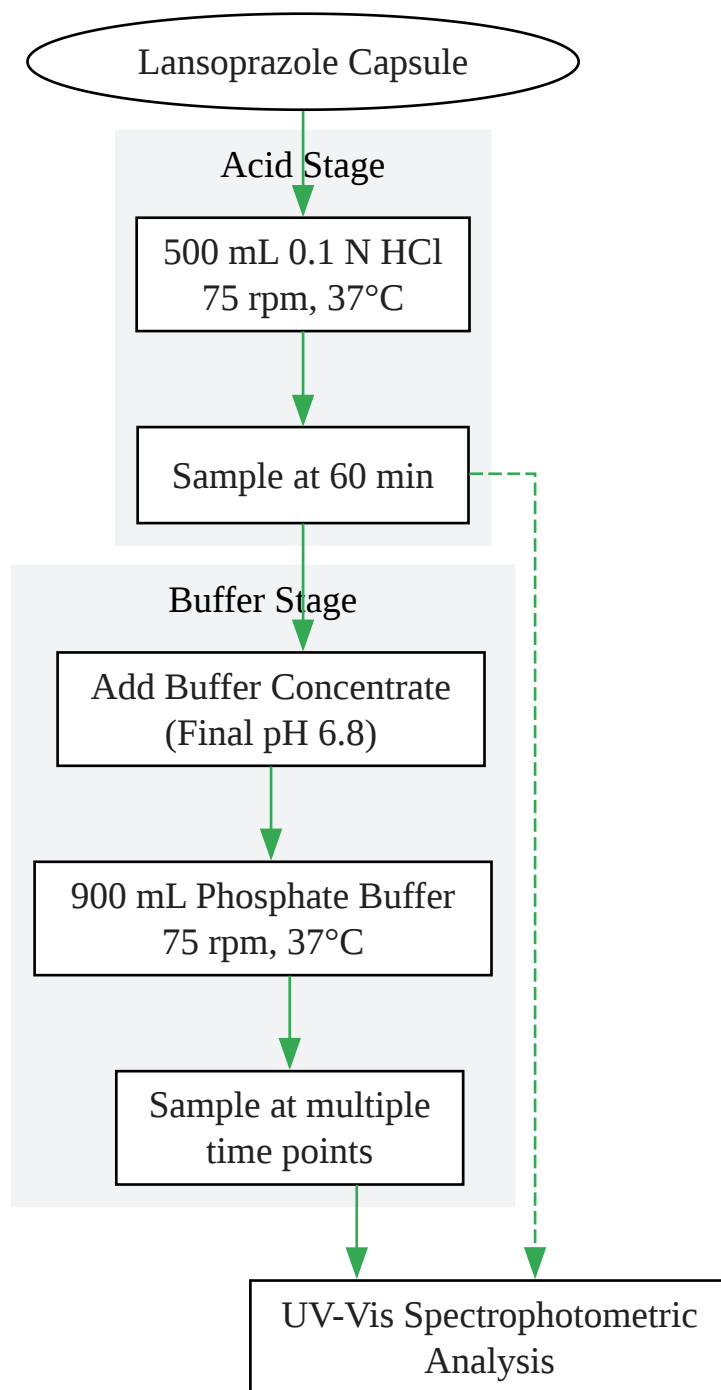 Lansoprazole Capsule
Acid Stage
500 mL 0.1 N HCl
75 rpm, 37°C
Sample at 60 min
Buffer Stage
Add Buffer Concentrate
(Final pH 6.8)
900 mL Phosphate Buffer
75 rpm, 37°C
Sample at multiple
time points
UV-Vis Spectrophotometric
Analysis